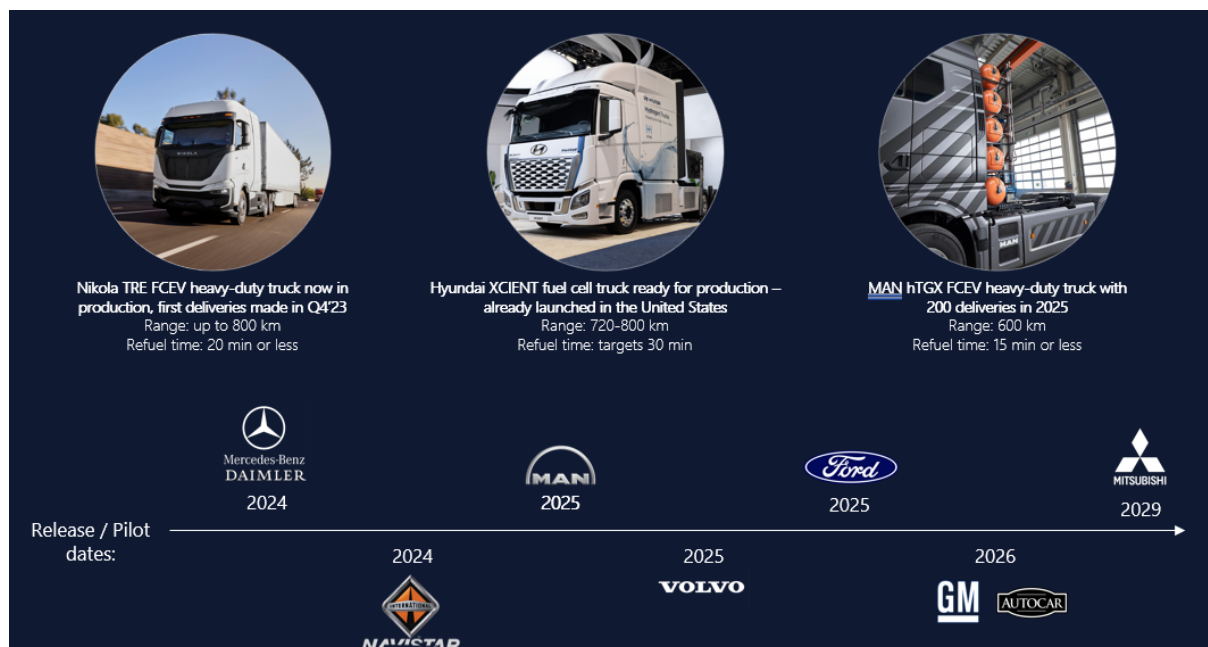 NIKOLA
Nikola TRE FCEV heavy-duty truck now in
production, first deliveries made in Q4'23
Range: up to 800 km
Refuel time: 20 min or less
Hyundai XCIENT fuel cell truck ready for production –
already launched in the United States
Range: 720-800 km
Refuel time: targets 30 min
MAN
MAN hTGX FCEV heavy-duty truck with
200 deliveries in 2025
Range: 600 km
Refuel time: 15 min or less
Mercedes-Benz
DAIMLER
2024
MAN
2025
Ford
2025
MITSUBISHI
2029
Release / Pilot
dates:
2024
INTERNATIONAL
NAVISTAR
2025
VOLVO
2026
GM
AUTOCAR